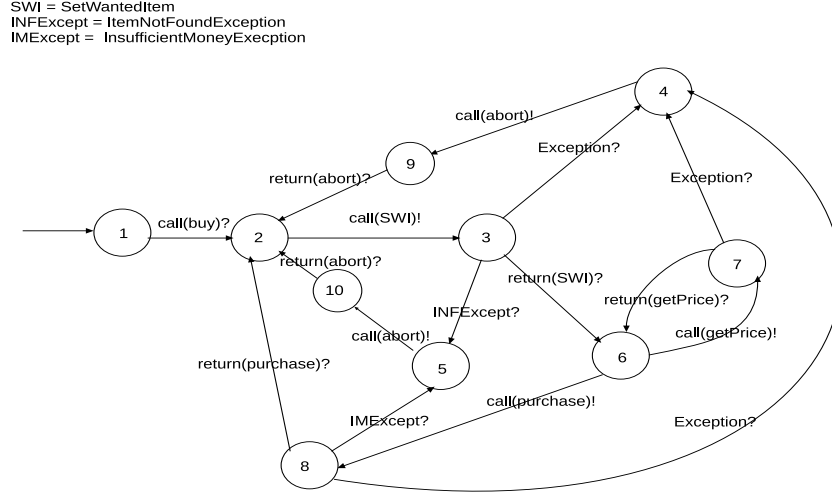 SWI = SetWantedItem
INFExcept = ItemNotFoundException
IMExcept = InsufficientMoneyExecption
4
call(abort)!
Exception?
9
return(abort)?
Exception?
call(buy)?
call(SWI)!
1
2
3
return(abort)?
7
return(SWI)?
10
return(getPrice)?
INFExcept?
call(abort)!
call(getPrice)!
6
return(purchase)?
5
call(purchase)!
IMExcept?
Exception?
8